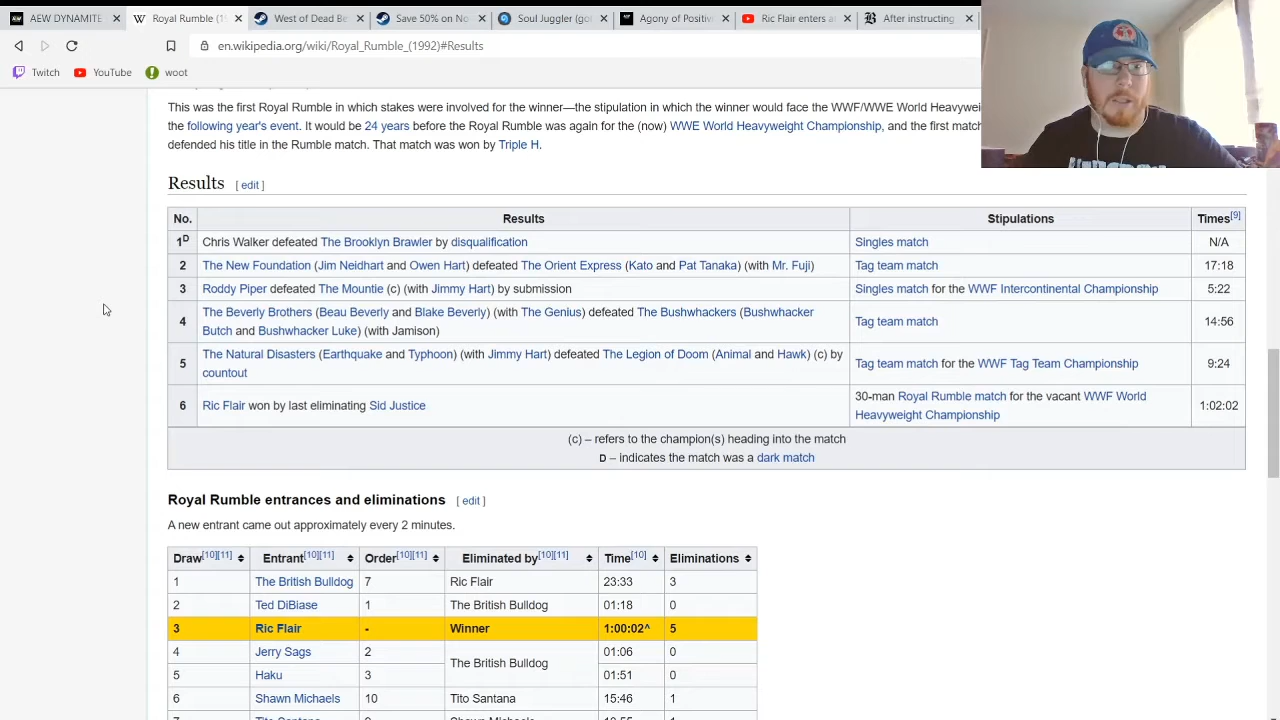 AEW DYNAMITE
Royal Rumble (19
West of Dead Be
Save 50% on No
Soul Juggler (gol
Agony of Positiv
Ric Flair enters a
After instructing
en.wikipedia.org/wiki/Royal_Rumble_(1992)#Results
Twitch YouTube woot
This was the first Royal Rumble in which stakes were involved for the winner—the stipulation in which the winner would face the WWF/WWE World Heavywei
the following year's event. It would be 24 years before the Royal Rumble was again for the (now) WWE World Heavyweight Championship, and the first match
defended his title in the Rumble match. That match was won by Triple H.
Results [ edit ]
No. Results Stipulations Times[9]
1D Chris Walker defeated The Brooklyn Brawler by disqualification Singles match N/A
2 The New Foundation (Jim Neidhart and Owen Hart) defeated The Orient Express (Kato and Pat Tanaka) (with Mr. Fuji) Tag team match 17:18
3 Roddy Piper defeated The Mountie (c) (with Jimmy Hart) by submission Singles match for the WWF Intercontinental Championship 5:22
4 The Beverly Brothers (Beau Beverly and Blake Beverly) (with The Genius) defeated The Bushwhackers (Bushwhacker
Butch and Bushwhacker Luke) (with Jamison) Tag team match 14:56
5 The Natural Disasters (Earthquake and Typhoon) (with Jimmy Hart) defeated The Legion of Doom (Animal and Hawk) (c) by
countout Tag team match for the WWF Tag Team Championship 9:24
6 Ric Flair won by last eliminating Sid Justice 30-man Royal Rumble match for the vacant WWF World
Heavyweight Championship 1:02:02
(c) – refers to the champion(s) heading into the match
D – indicates the match was a dark match
Royal Rumble entrances and eliminations [ edit ]
A new entrant came out approximately every 2 minutes.
Draw[10][11] Entrant[10][11] Order[10][11] Eliminated by[10][11] Time[10] Eliminations
1 The British Bulldog 7 Ric Flair 23:33 3
2 Ted DiBiase 1 The British Bulldog 01:18 0
3 Ric Flair - Winner 1:00:02^ 5
4 Jerry Sags 2 The British Bulldog 01:06 0
5 Haku 3 01:51 0
6 Shawn Michaels 10 Tito Santana 15:46 1